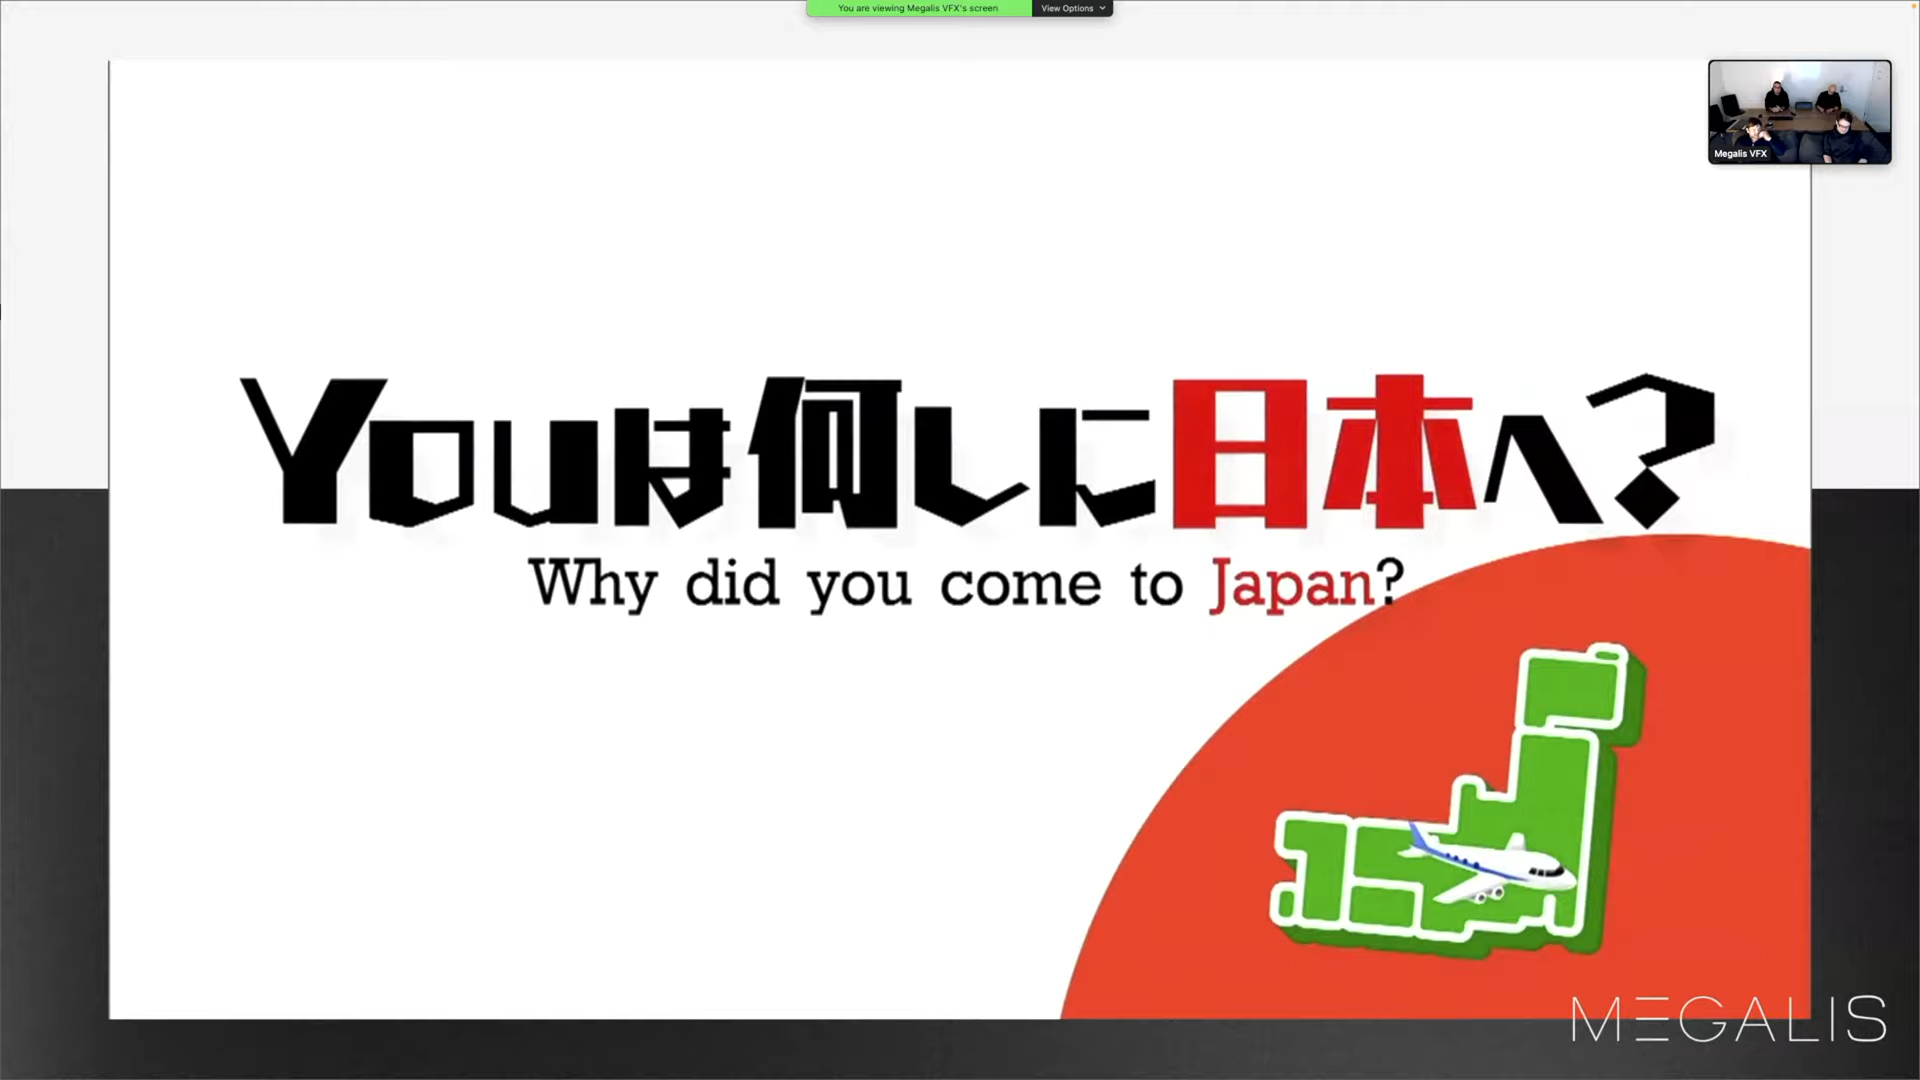 You are viewing Megalis VFX's screen
View Options
Megalis VFX
Youは何しに日本へ?
Why did you come to Japan?
MEGALIS